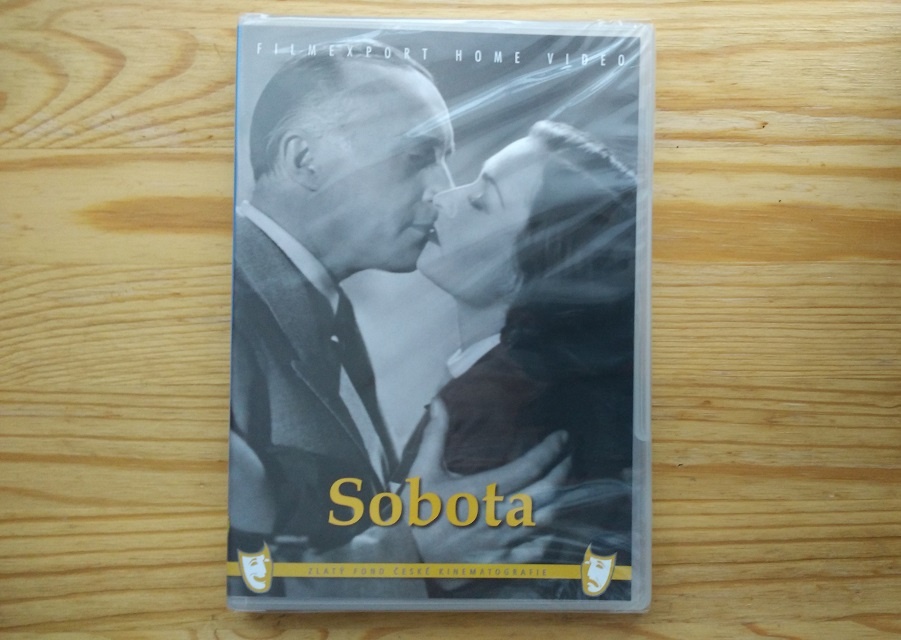 FILMEXPORT HOME VIDEO
Sobota
ZLATÝ FOND ČESKÉ KINEMATOGRAFIE